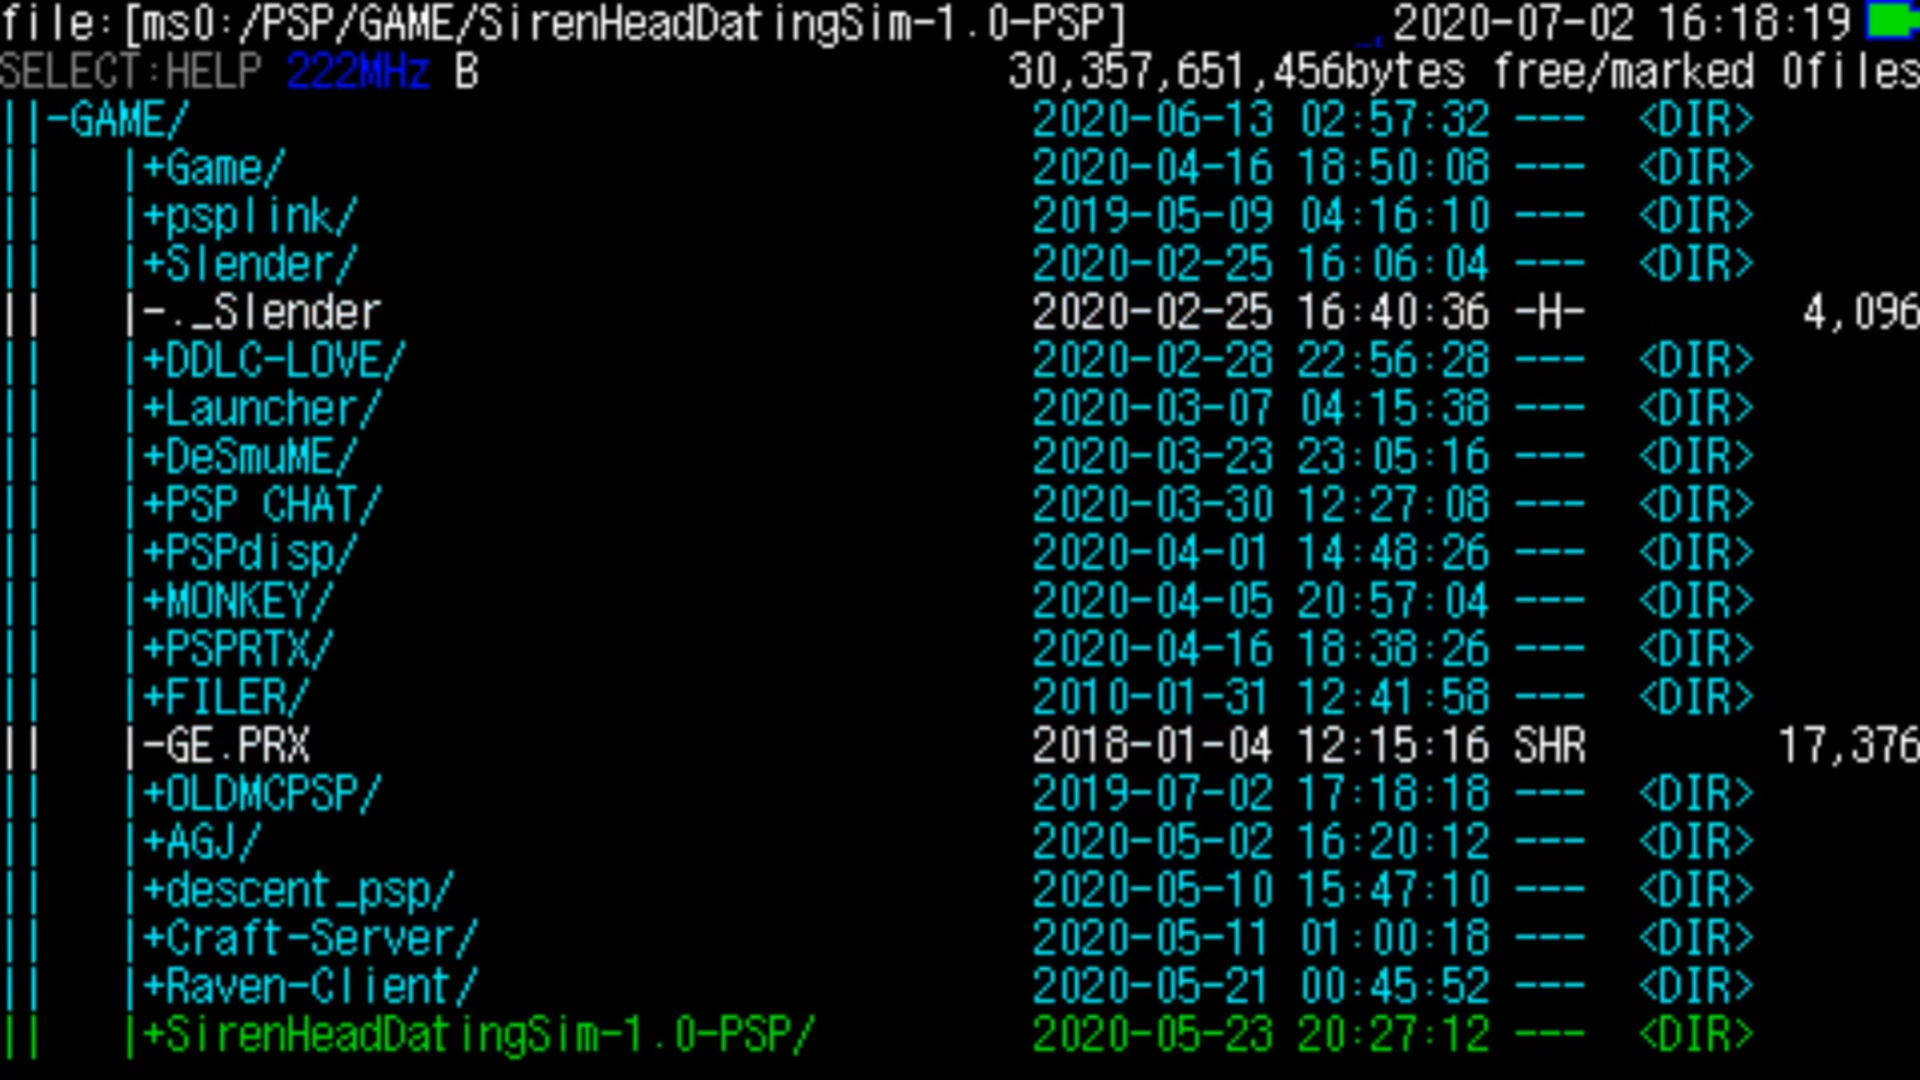 file:[ms0:/PSP/GAME/SirenHeadDatingSim-1.0-PSP] 2020-07-02 16:18:19
SELECT:HELP 222MHz B 30,357,651,456bytes free/marked 0files
||-GAME/ 2020-06-13 02:57:32 --- <DIR>
|| |+Game/ 2020-04-16 18:50:08 --- <DIR>
|| |+psplink/ 2019-05-09 04:16:10 --- <DIR>
|| |+Slender/ 2020-02-25 16:06:04 --- <DIR>
|| |-._Slender 2020-02-25 16:40:36 -H- 4,096
|| |+DDLC-LOVE/ 2020-02-28 22:56:28 --- <DIR>
|| |+Launcher/ 2020-03-07 04:15:38 --- <DIR>
|| |+DeSmuME/ 2020-03-23 23:05:16 --- <DIR>
|| |+PSP CHAT/ 2020-03-30 12:27:08 --- <DIR>
|| |+PSPdisp/ 2020-04-01 14:48:26 --- <DIR>
|| |+MONKEY/ 2020-04-05 20:57:04 --- <DIR>
|| |+PSPRTX/ 2020-04-16 18:38:26 --- <DIR>
|| |+FILER/ 2010-01-31 12:41:58 --- <DIR>
|| |-GE.PRX 2018-01-04 12:15:16 SHR 17,376
|| |+OLDMCPSP/ 2019-07-02 17:18:18 --- <DIR>
|| |+AGJ/ 2020-05-02 16:20:12 --- <DIR>
|| |+descent_psp/ 2020-05-10 15:47:10 --- <DIR>
|| |+Craft-Server/ 2020-05-11 01:00:18 --- <DIR>
|| |+Raven-Client/ 2020-05-21 00:45:52 --- <DIR>
|| |+SirenHeadDatingSim-1.0-PSP/ 2020-05-23 20:27:12 --- <DIR>